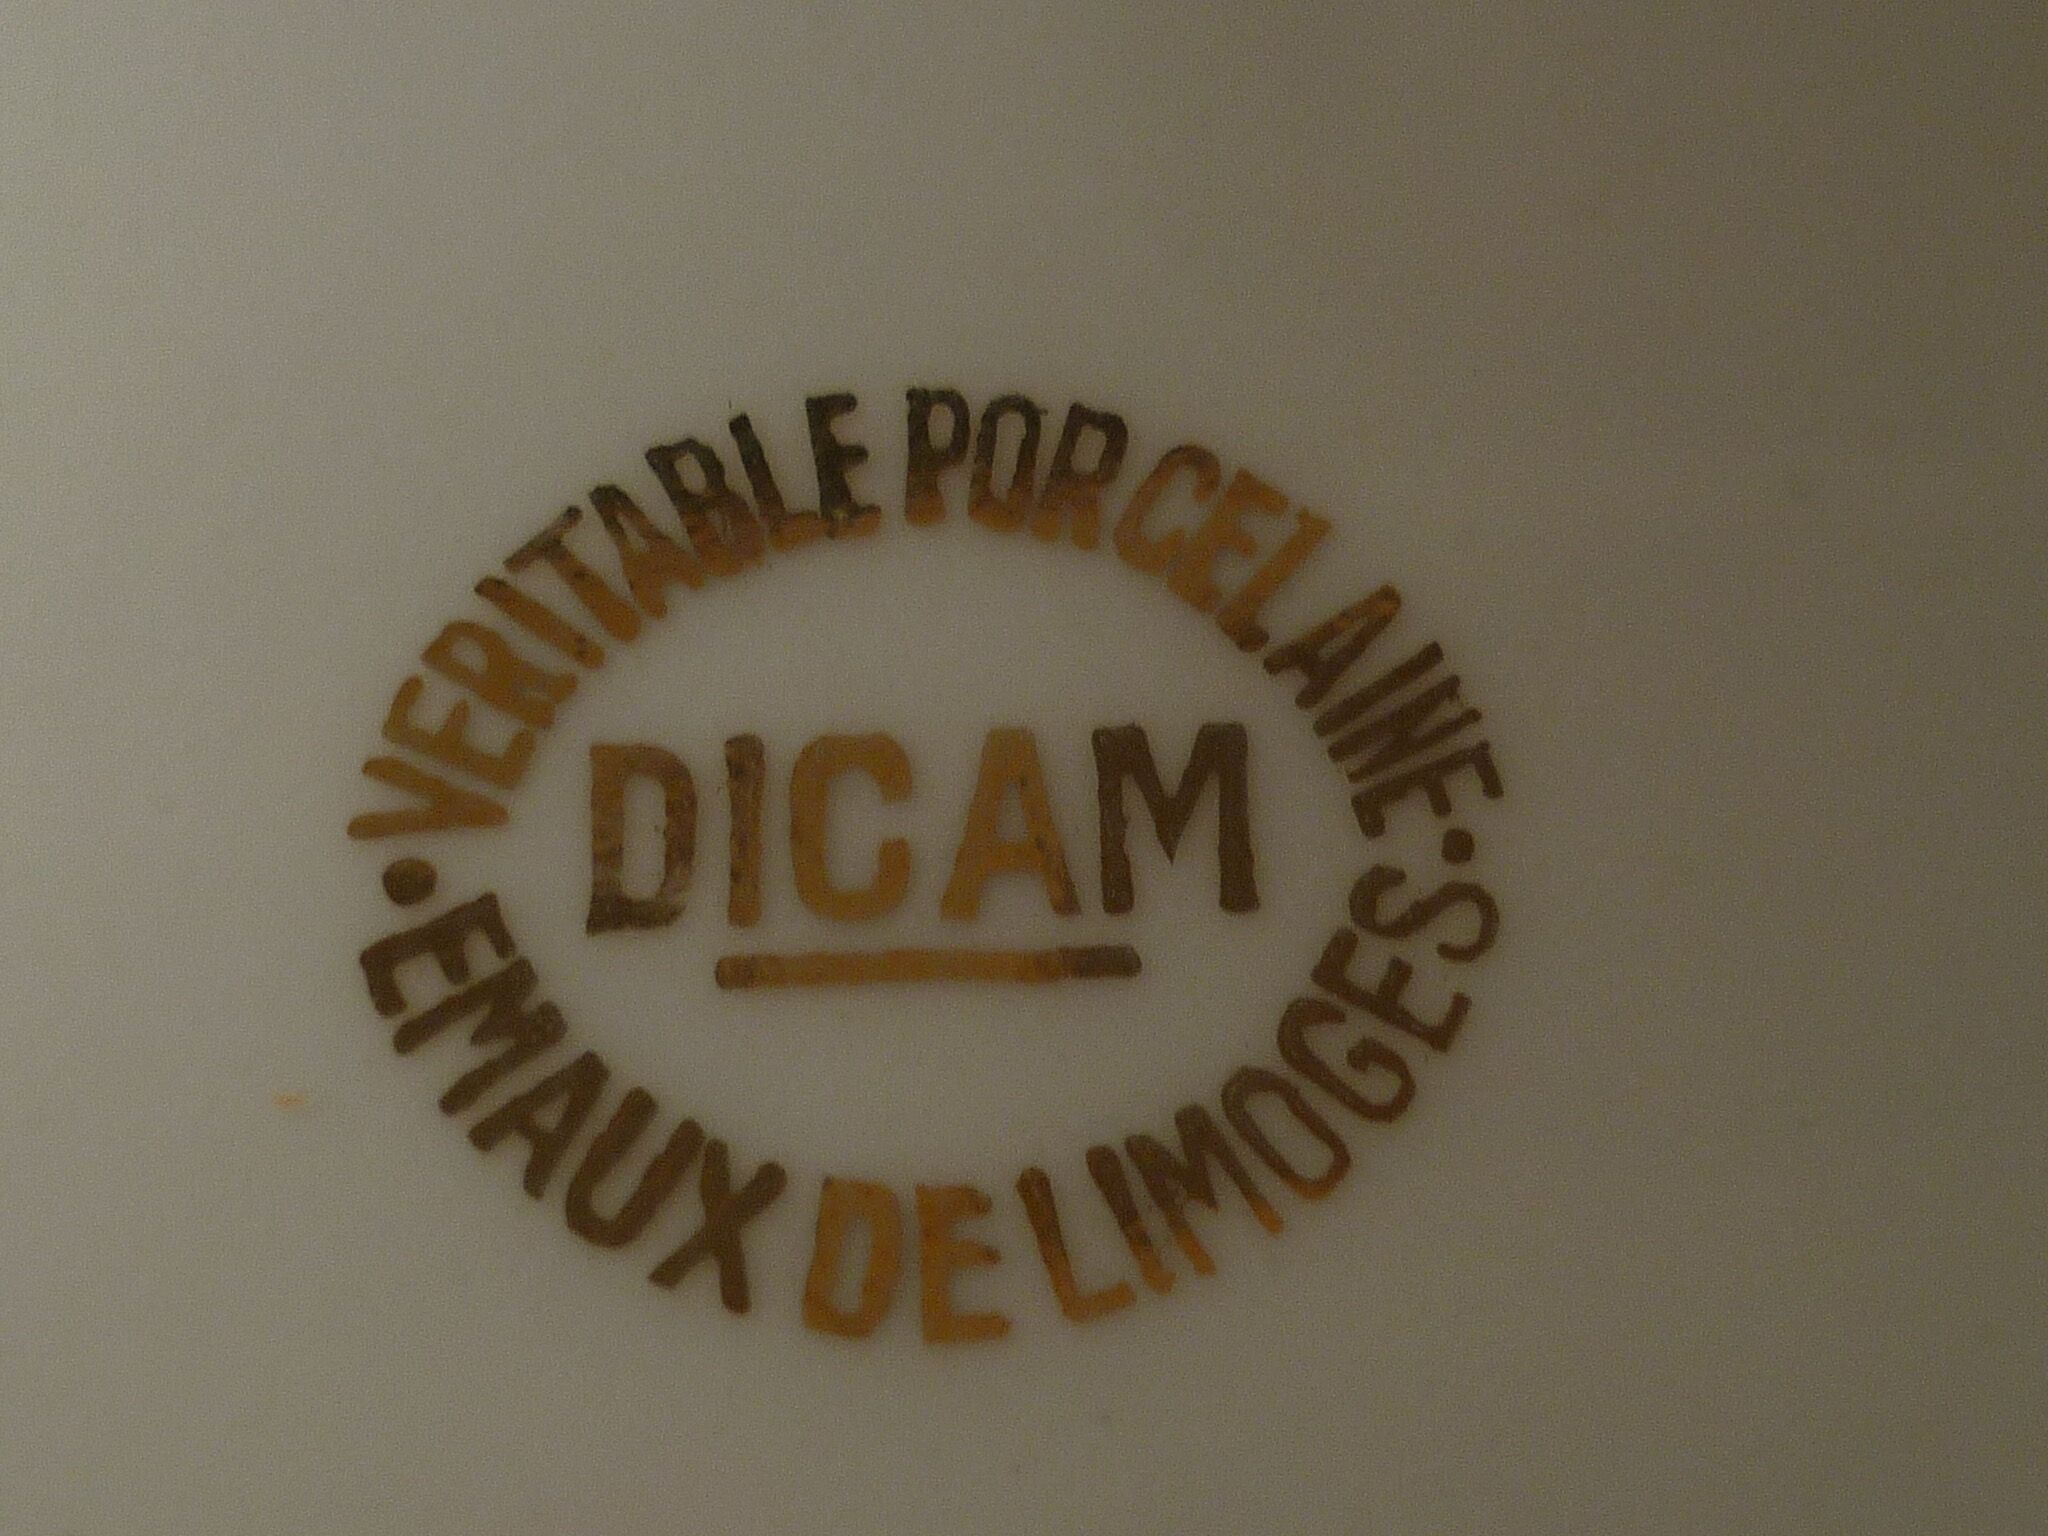 • VERITABLE PORCELAINE •
DICAM
EMAUX DE LIMOGES